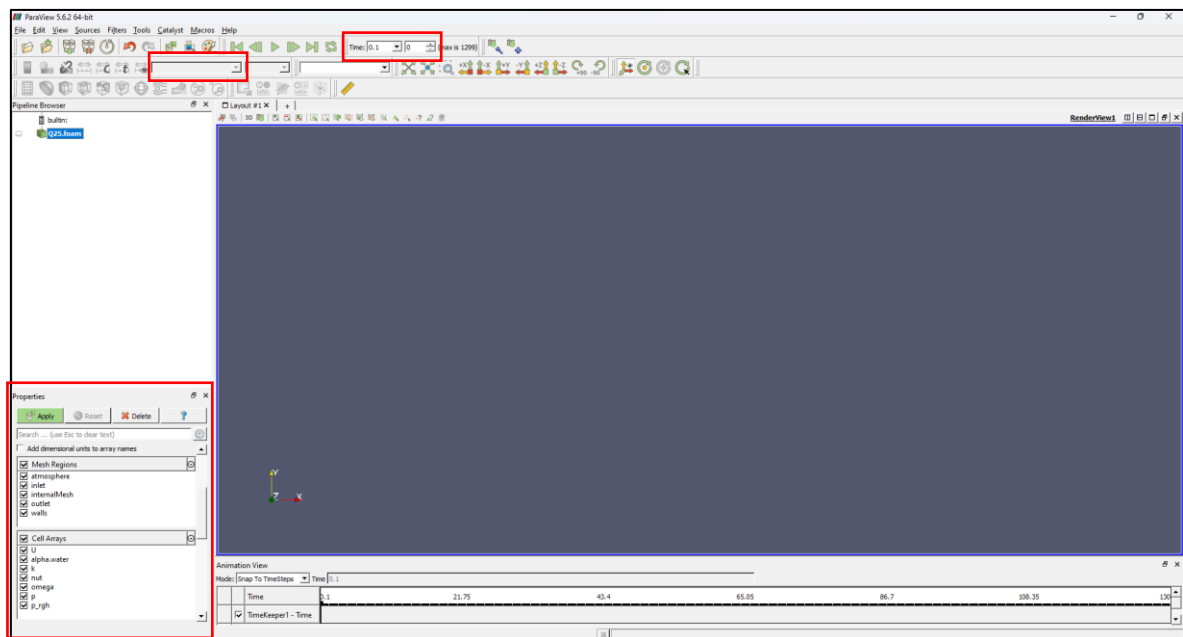 ParaView 5.6.2 64-bit
File Edit View Sources Filters Tools Catalyst Macros Help
Time: 0.1 0 (max is 1299)
Pipeline Browser
Layout #1
builtin:
3D
RenderView1
Q25.foam
Y
Z X
Properties
Apply Reset Delete ?
Search ... (use Esc to clear text)
Add dimensional units to array names
Mesh Regions
atmosphere
inlet
internalMesh
outlet
walls
Cell Arrays
U
alpha.water
k
nut
omega
p
p_rgh
Animation View
Mode: Snap To TimeSteps Time 0.1
Time 0.1 21.75 43.4 65.05 86.7 108.35 130
TimeKeeper1 - Time